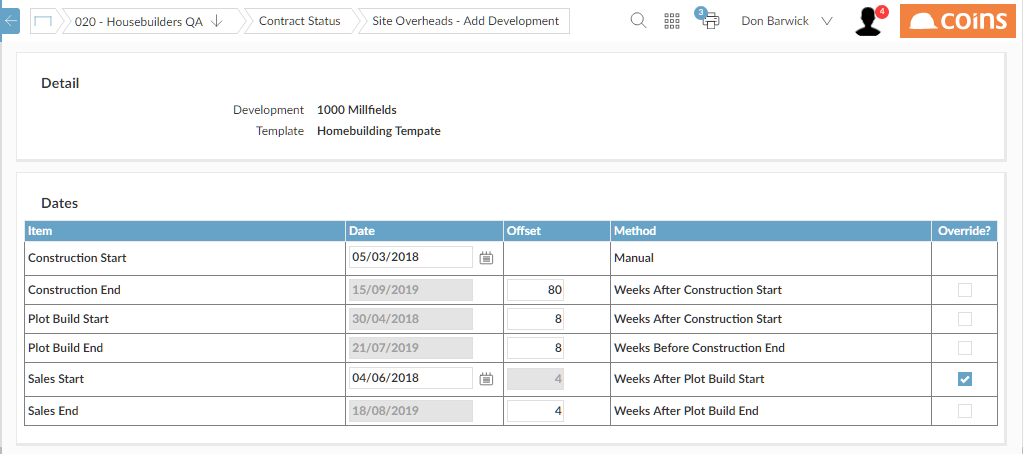 020 - Housebuilders QA Contract Status Site Overheads - Add Development 3 Don Barwick 4 coins
Detail
Development 1000 Millfields
Template Homebuilding Tempate
Dates
Item Date Offset Method Override?
Construction Start 05/03/2018 Manual
Construction End 15/09/2019 80 Weeks After Construction Start
Plot Build Start 30/04/2018 8 Weeks After Construction Start
Plot Build End 21/07/2019 8 Weeks Before Construction End
Sales Start 04/06/2018 4 Weeks After Plot Build Start
Sales End 18/08/2019 4 Weeks After Plot Build End